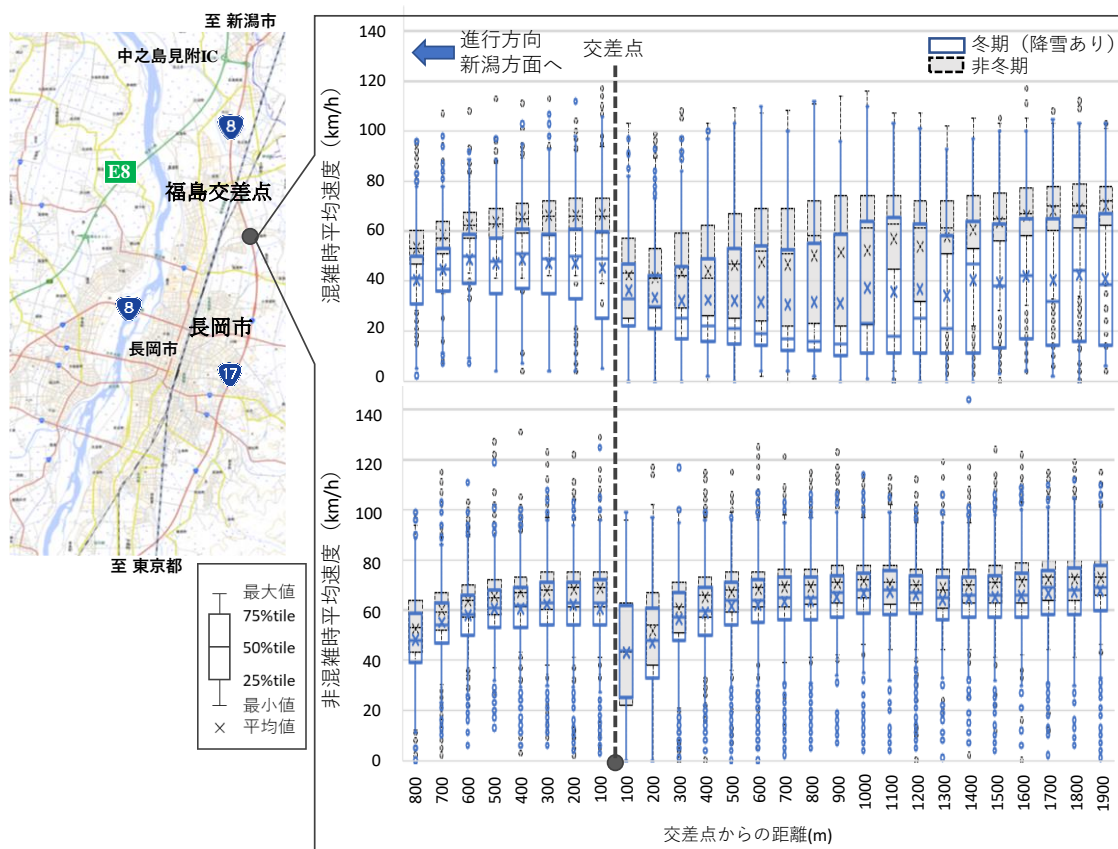 至 新潟市
中之島見附IC
8
E8
福島交差点
8
長岡市
長岡市
17
至 東京都
最大値
75%tile
50%tile
25%tile
最小値
平均値
進行方向
新潟方面へ
交差点
冬期（降雪あり）
非冬期
混雑時平均速度（km/h）
140
120
100
80
60
40
20
0
非混雑時平均速度（km/h）
140
120
100
80
60
40
20
0
800 700 600 500 400 300 200 100 100 200 300 400 500 600 700 800 900 1000 1100 1200 1300 1400 1500 1600 1700 1800 1900
交差点からの距離(m)